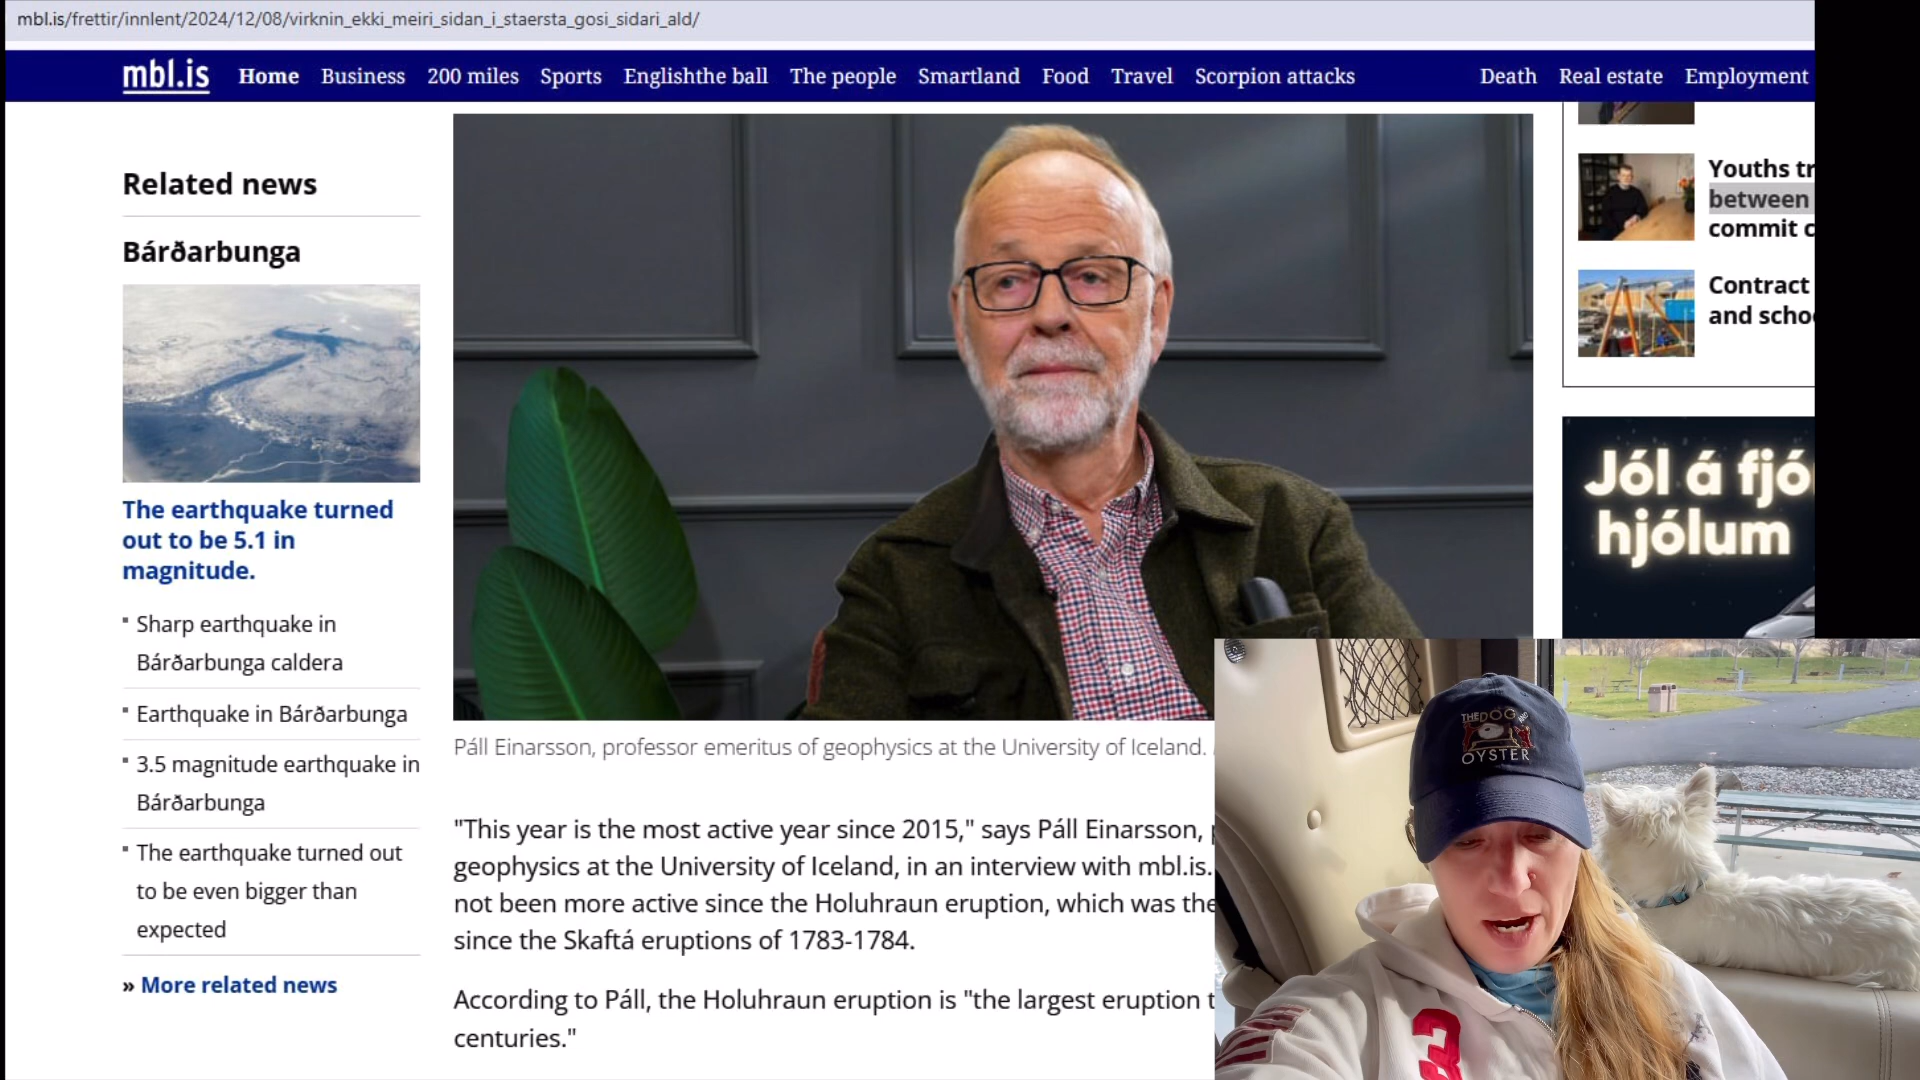 mbl.is/frettir/innlent/2024/12/08/virknin_ekki_meiri_sidan_i_staersta_gosi_sidari_ald/
mbl.is Home Business 200 miles Sports Englishthe ball The people Smartland Food Travel Scorpion attacks Death Real estate Employment
Related news
Bárðarbunga
The earthquake turned
out to be 5.1 in
magnitude.
Sharp earthquake in
Bárðarbunga caldera
Earthquake in Bárðarbunga
3.5 magnitude earthquake in
Bárðarbunga
The earthquake turned out
to be even bigger than
expected
» More related news
Páll Einarsson, professor emeritus of geophysics at the University of Iceland.
"This year is the most active year since 2015," says Páll Einarsson,
geophysics at the University of Iceland, in an interview with mbl.is.
not been more active since the Holuhraun eruption, which was the
since the Skaftá eruptions of 1783-1784.
According to Páll, the Holuhraun eruption is "the largest eruption
centuries."
Youths
between
commit
Contract
and
Jól á
hjólum
THE DOG AND
OYSTER
3